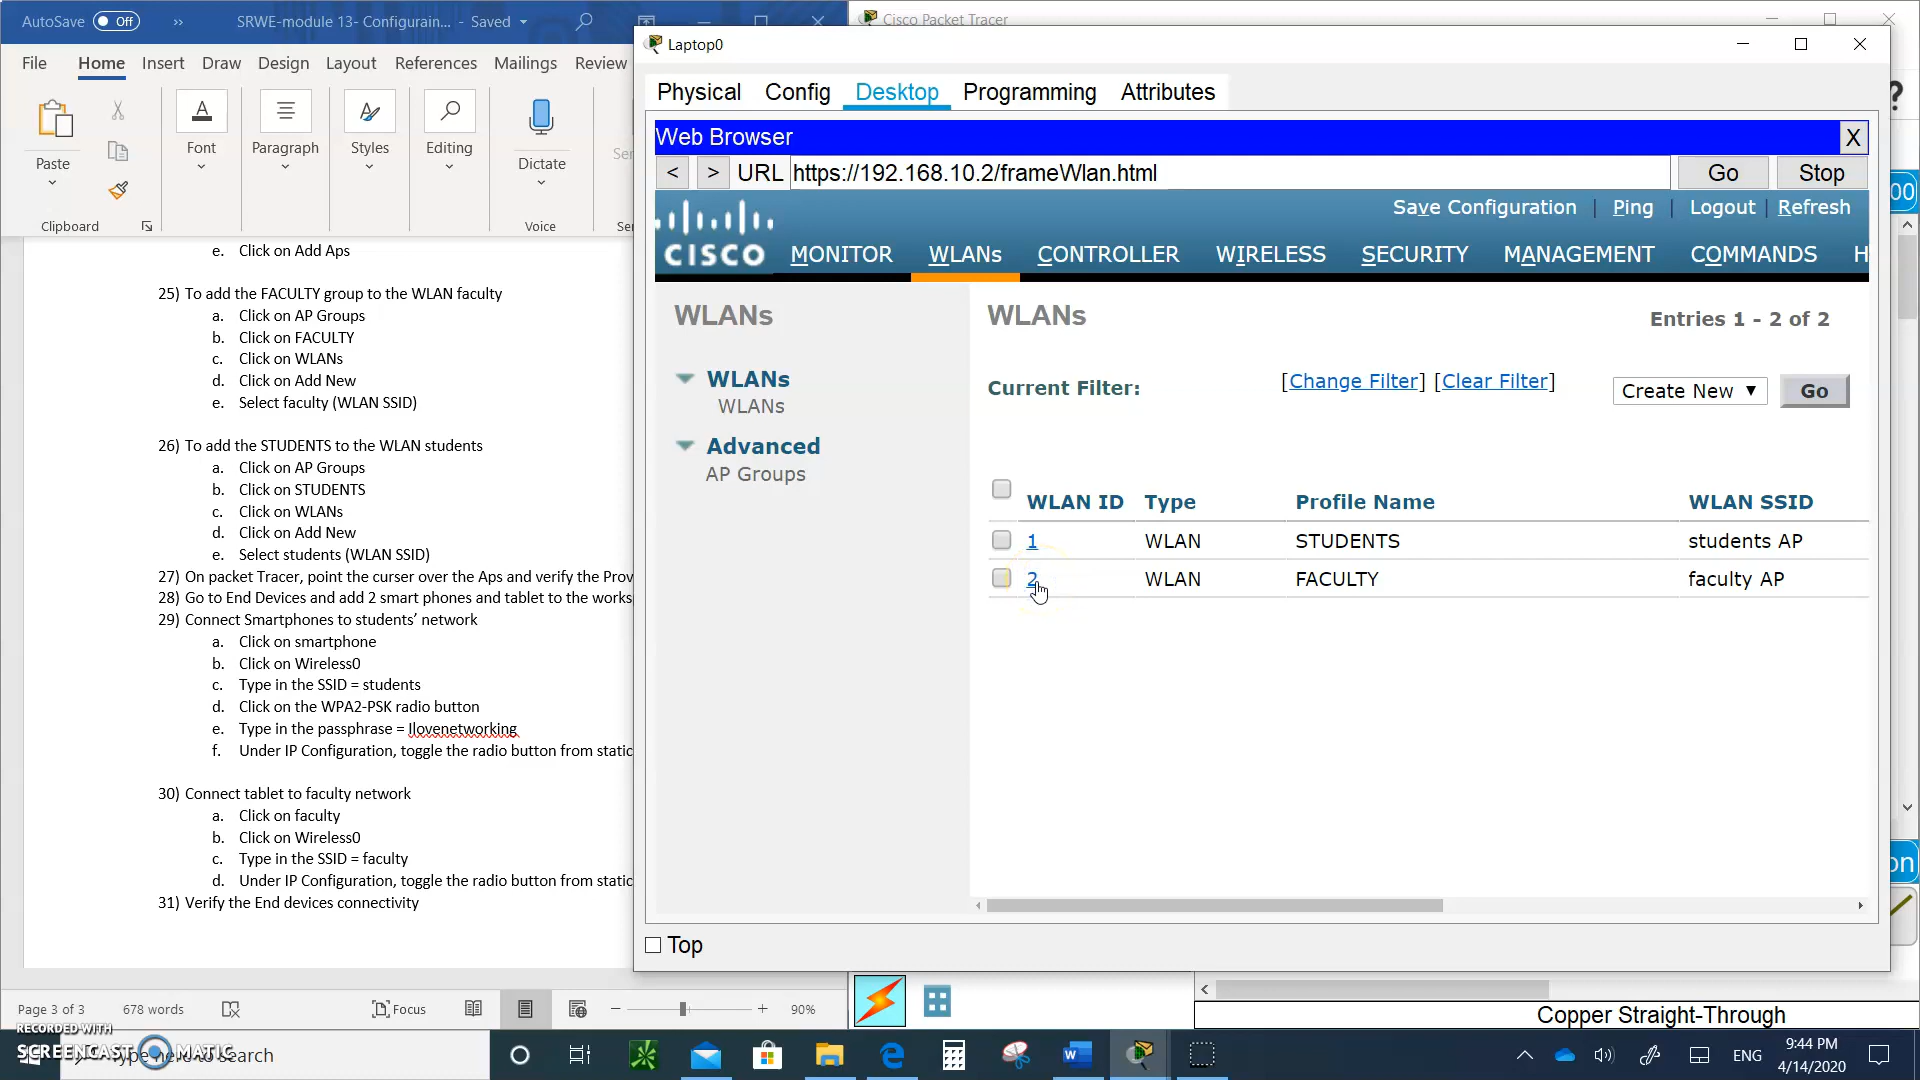 AutoSave Off SRWE-module 13- Configurain... - Saved
File Home Insert Draw Design Layout References Mailings Review
Paste Font Paragraph Styles Editing Dictate
Clipboard Voice
e. Click on Add Aps
25) To add the FACULTY group to the WLAN faculty
a. Click on AP Groups
b. Click on FACULTY
c. Click on WLANs
d. Click on Add New
e. Select faculty (WLAN SSID)
26) To add the STUDENTS to the WLAN students
a. Click on AP Groups
b. Click on STUDENTS
c. Click on WLANs
d. Click on Add New
e. Select students (WLAN SSID)
27) On packet Tracer, point the curser over the Aps and verify the Prov
28) Go to End Devices and add 2 smart phones and tablet to the works
29) Connect Smartphones to students' network
a. Click on smartphone
b. Click on Wireless0
c. Type in the SSID = students
d. Click on the WPA2-PSK radio button
e. Type in the passphrase = Ilovenetworking
f. Under IP Configuration, toggle the radio button from static
30) Connect tablet to faculty network
a. Click on faculty
b. Click on Wireless0
c. Type in the SSID = faculty
d. Under IP Configuration, toggle the radio button from static
31) Verify the End devices connectivity
Page 3 of 3 678 words Focus 90%
Cisco Packet Tracer
Laptop0
Physical Config Desktop Programming Attributes
Web Browser X
< > URL https://192.168.10.2/frameWlan.html Go Stop
Save Configuration | Ping | Logout | Refresh
CISCO MONITOR WLANs CONTROLLER WIRELESS SECURITY MANAGEMENT COMMANDS H
WLANs
WLANs
WLANs
Advanced
AP Groups
WLANs Entries 1 - 2 of 2
Current Filter: [Change Filter] [Clear Filter] Create New Go
WLAN ID Type Profile Name WLAN SSID
1 WLAN STUDENTS students AP
2 WLAN FACULTY faculty AP
Top
Copper Straight-Through
RECORDED WITH
SCREENCAST MATIC
here to search
ENG
9:44 PM
4/14/2020